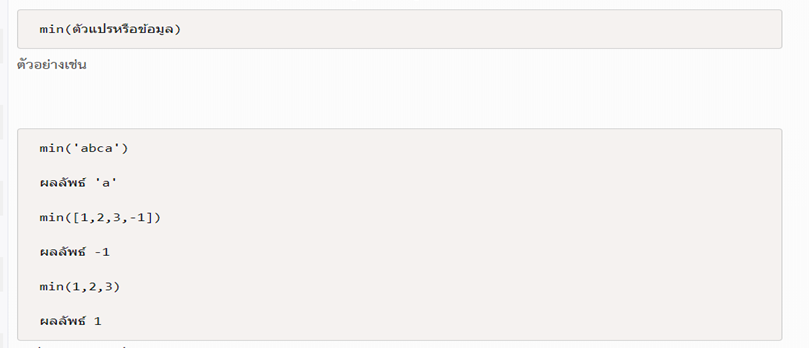 min(ตัวแปรหรือข้อมูล)
ตัวอย่างเช่น
min('abca')
ผลลัพธ์ 'a'
min([1,2,3,-1])
ผลลัพธ์ -1
min(1,2,3)
ผลลัพธ์ 1